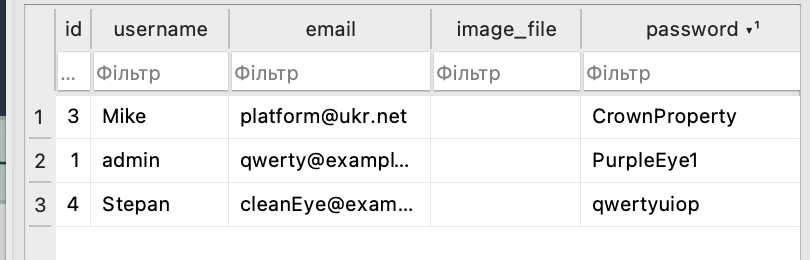 id username email image_file password ▾¹
... Фільтр Фільтр Фільтр Фільтр
1 3 Mike platform@ukr.net CrownProperty
2 1 admin qwerty@exampl... PurpleEye1
3 4 Stepan cleanEye@exam... qwertyuiop